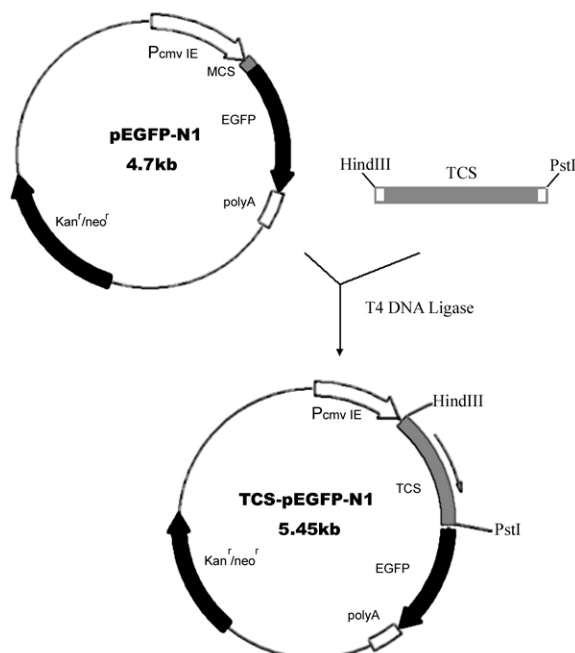 Pcmv IE
MCS
EGFP
pEGFP-N1
4.7kb
polyA
Kanʳ/neoʳ
HindIII
TCS
PstI
T4 DNA Ligase
Pcmv IE
HindIII
TCS
TCS-pEGFP-N1
5.45kb
PstI
Kanʳ/neoʳ
EGFP
polyA